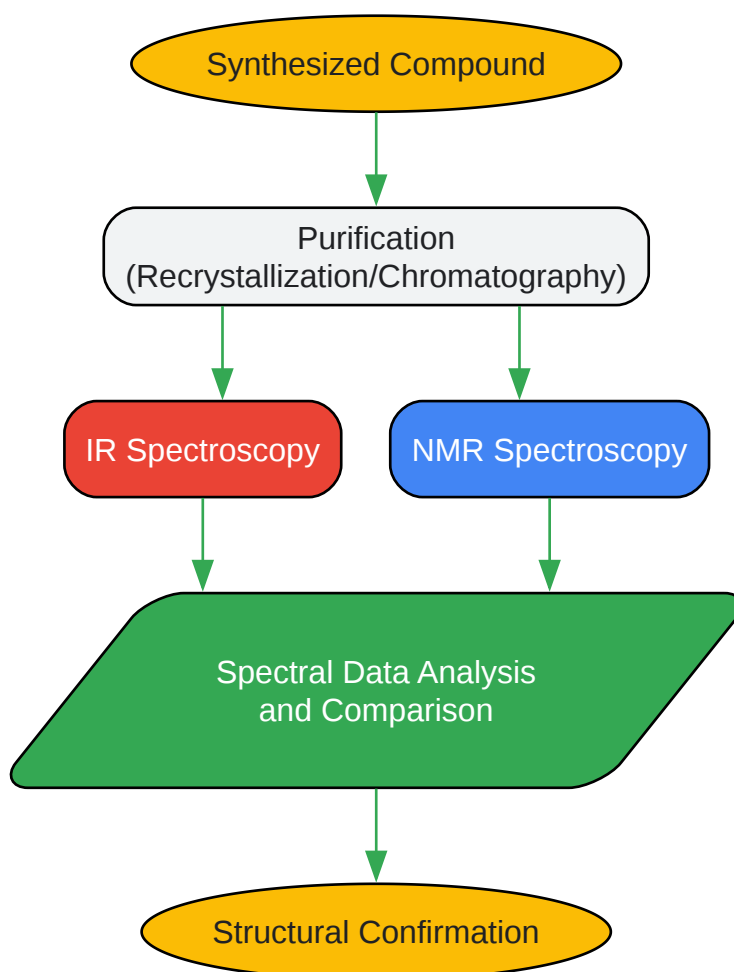 Synthesized Compound
Purification
(Recrystallization/Chromatography)
IR Spectroscopy
NMR Spectroscopy
Spectral Data Analysis
and Comparison
Structural Confirmation